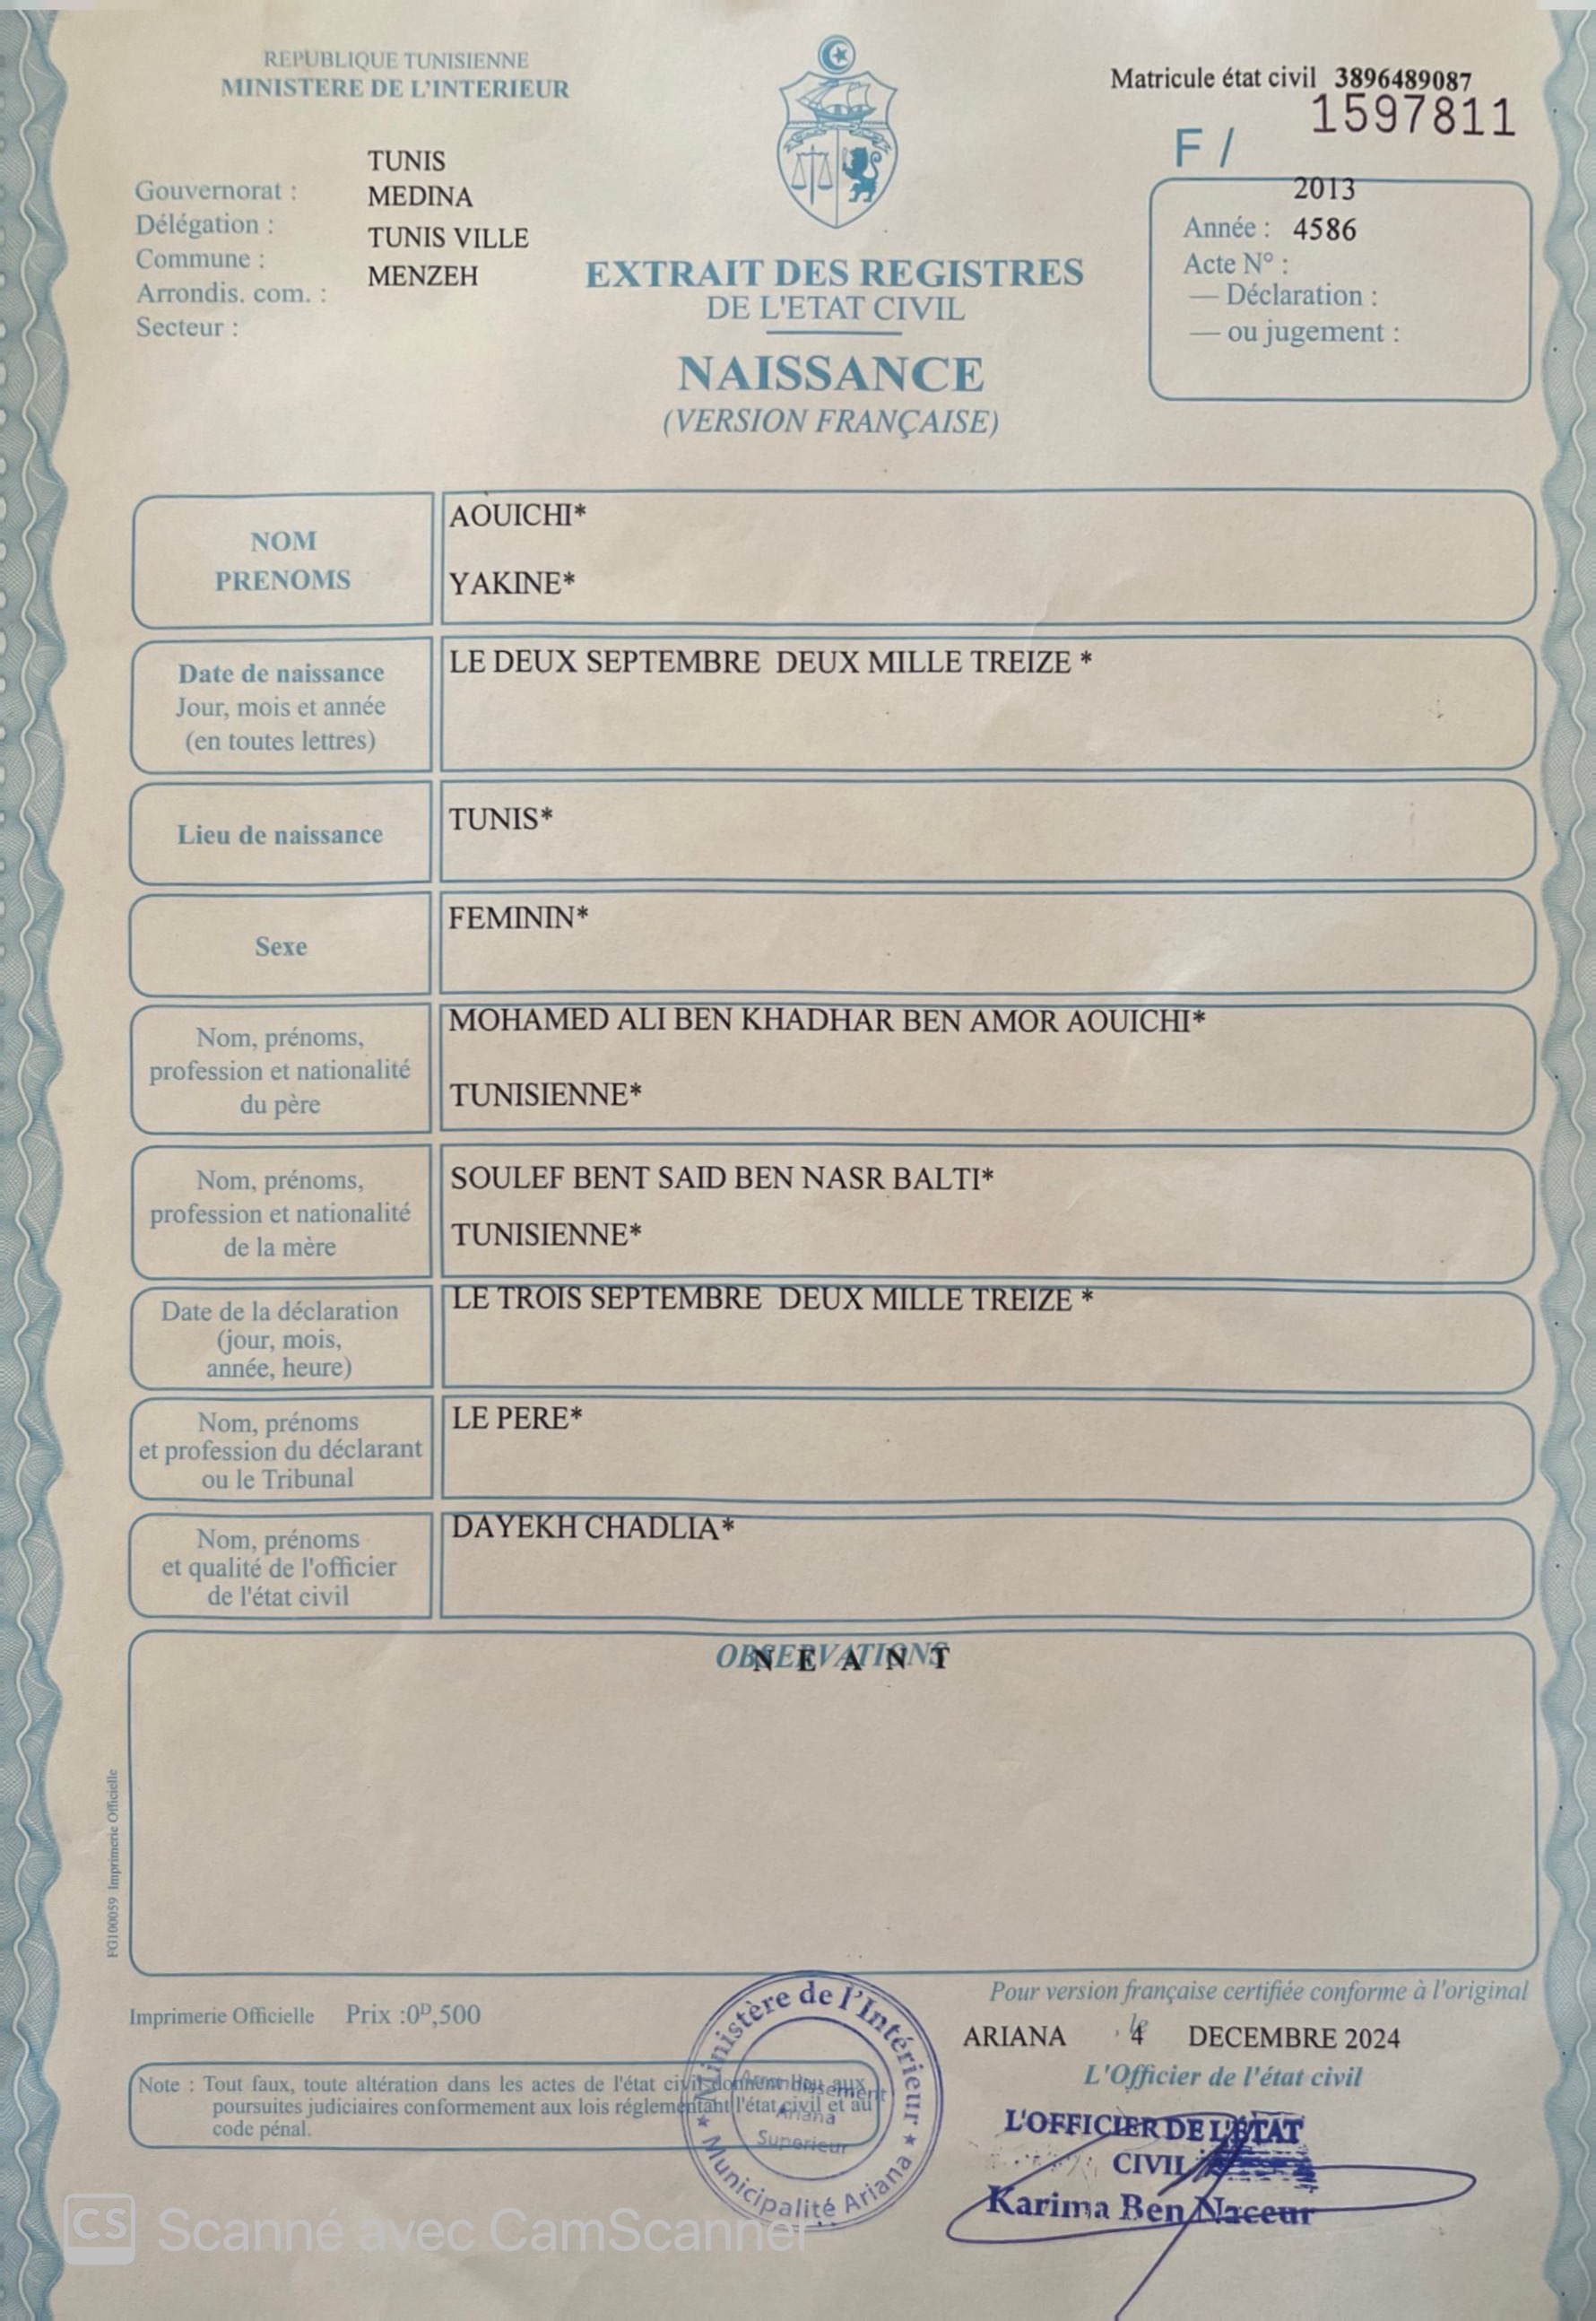 REPUBLIQUE TUNISIENNE
MINISTERE DE L'INTERIEUR
Matricule état civil 3896489087
1597811
F /
TUNIS
Gouvernorat : MEDINA
Délégation : TUNIS VILLE
Commune : MENZEH
Arrondis. com. :
Secteur :
2013
Année : 4586
Acte N° :
— Déclaration :
— ou jugement :
EXTRAIT DES REGISTRES
DE L'ETAT CIVIL
NAISSANCE
(VERSION FRANÇAISE)
NOM
PRENOMS
AOUICHI*
YAKINE*
Date de naissance
Jour, mois et année
(en toutes lettres)
LE DEUX SEPTEMBRE DEUX MILLE TREIZE *
Lieu de naissance
TUNIS*
Sexe
FEMININ*
Nom, prénoms,
profession et nationalité
du père
MOHAMED ALI BEN KHADHAR BEN AMOR AOUICHI*
TUNISIENNE*
Nom, prénoms,
profession et nationalité
de la mère
SOULEF BENT SAID BEN NASR BALTI*
TUNISIENNE*
Date de la déclaration
(jour, mois,
année, heure)
LE TROIS SEPTEMBRE DEUX MILLE TREIZE *
Nom, prénoms
et profession du déclarant
ou le Tribunal
LE PERE*
Nom, prénoms
et qualité de l'officier
de l'état civil
DAYEKH CHADLIA*
OBSERVATIONS
N E A N T
FG100059 Imprimerie Officielle
Imprimerie Officielle Prix :0D,500
Note : Tout faux, toute altération dans les actes de l'état civil donnent lieu aux
poursuites judiciaires conformement aux lois réglementant l'état civil et au
code pénal.
Ministère de l'Intérieur
Arrondissement
Ariana
Superieur
★ Municipalité Ariana ★
Pour version française certifiée conforme à l'original
ARIANA , le 4 DECEMBRE 2024
L'Officier de l'état civil
L'OFFICIER DE L'ÉTAT
CIVIL
Karima Ben Naceur
CS Scanné avec CamScanner